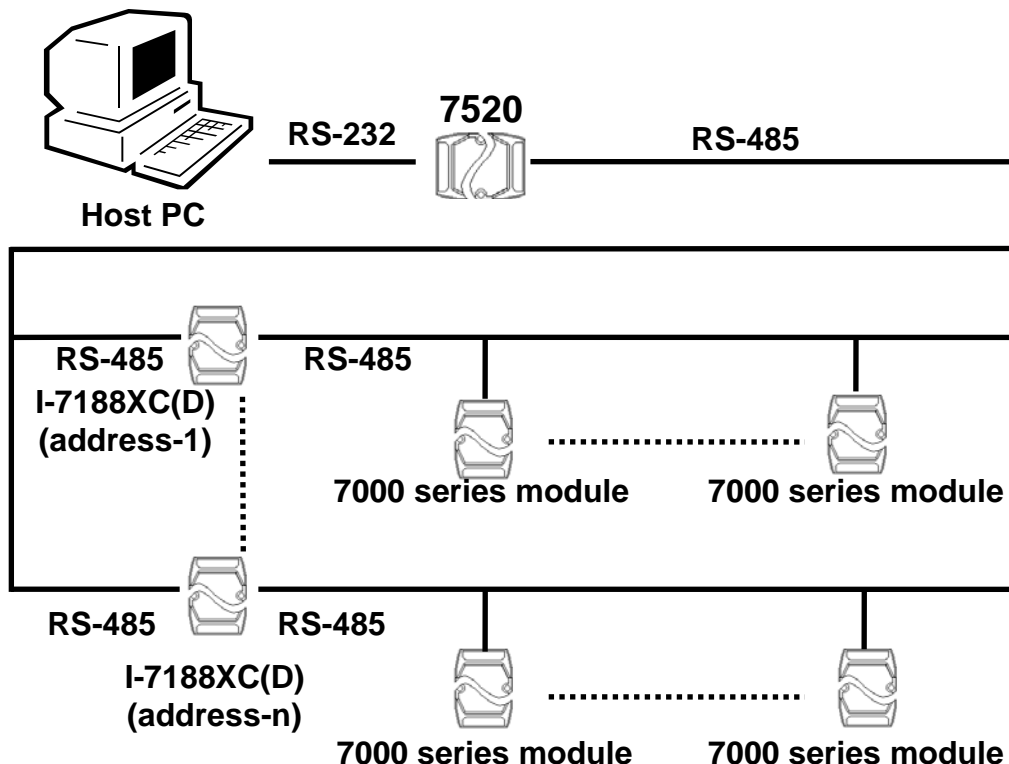 7520
RS-232
RS-485
Host PC
RS-485
RS-485
I-7188XC(D)
(address-1)
7000 series module
7000 series module
RS-485
RS-485
I-7188XC(D)
(address-n)
7000 series module
7000 series module